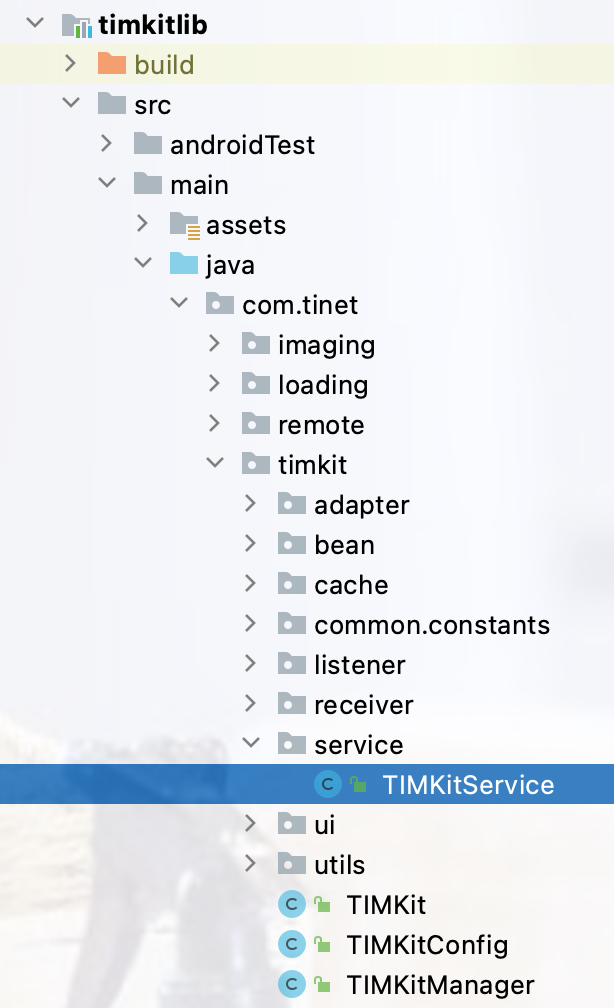 timkitlib
build
src
androidTest
main
assets
java
com.tinet
imaging
loading
remote
timkit
adapter
bean
cache
common.constants
listener
receiver
service
C TIMKitService
ui
utils
C TIMKit
C TIMKitConfig
C TIMKitManager